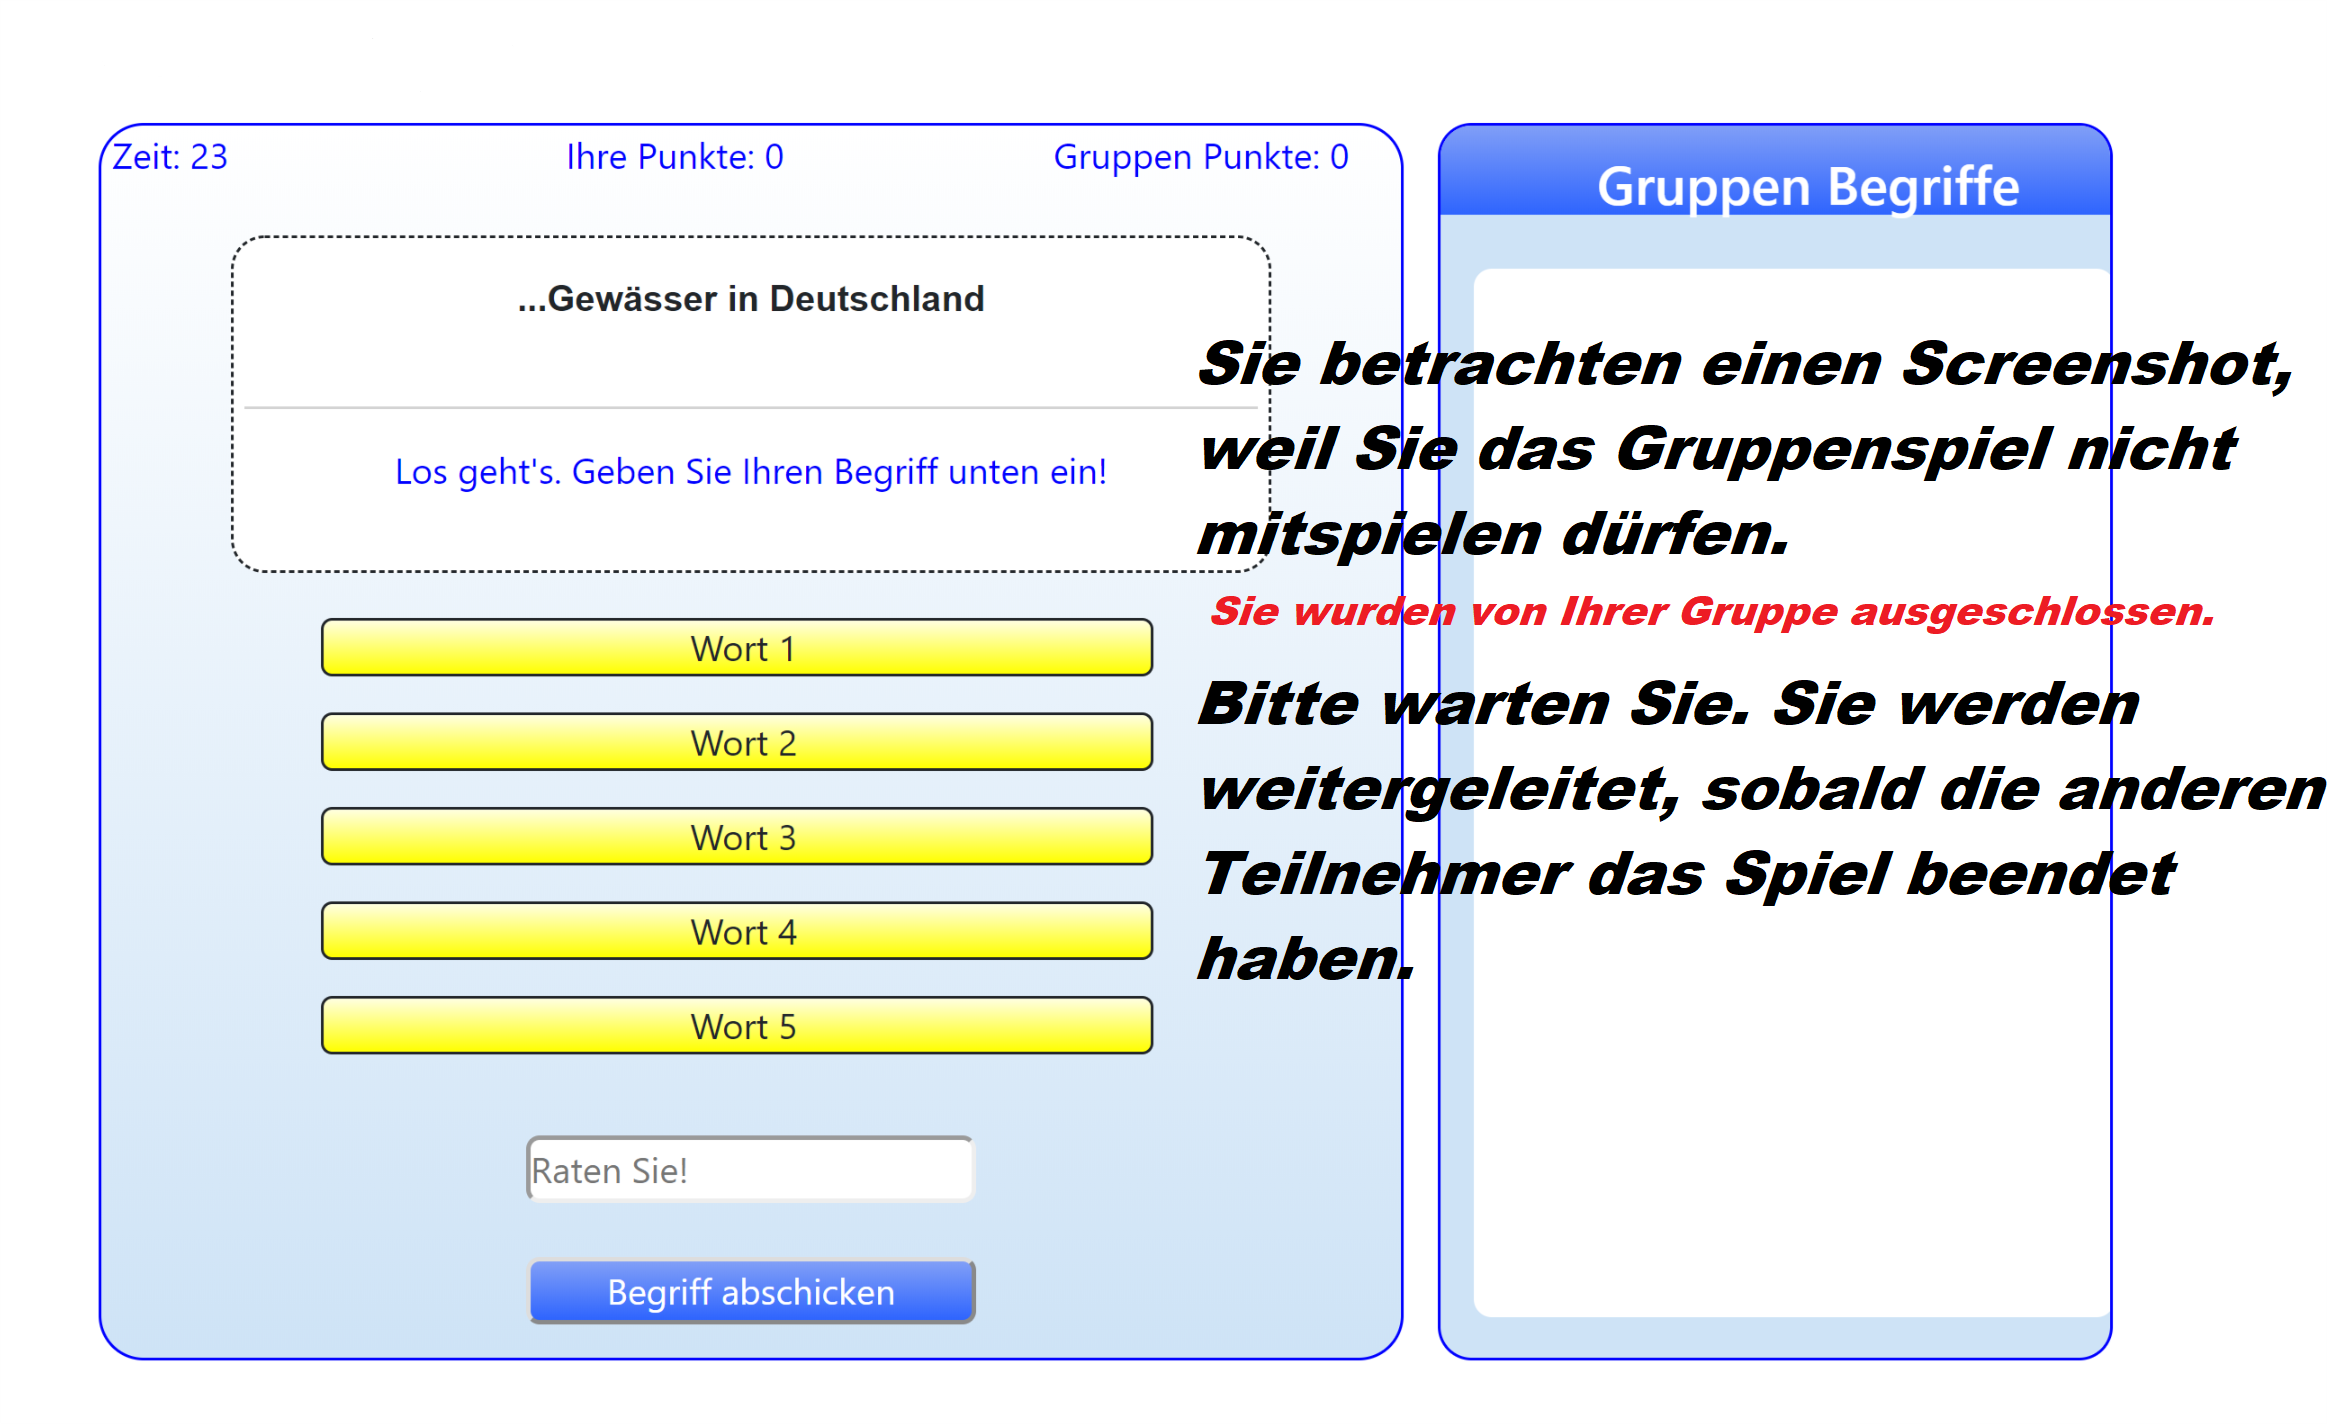 Zeit: 23
Ihre Punkte: 0
Gruppen Punkte: 0
...Gewässer in Deutschland
Los geht's. Geben Sie Ihren Begriff unten ein!
Wort 1
Wort 2
Wort 3
Wort 4
Wort 5
Raten Sie!
Begriff abschicken
Gruppen Begriffe
Sie betrachten einen Screenshot,
weil Sie das Gruppenspiel nicht
mitspielen dürfen.
Sie wurden von Ihrer Gruppe ausgeschlossen.
Bitte warten Sie. Sie werden
weitergeleitet, sobald die anderen
Teilnehmer das Spiel beendet
haben.